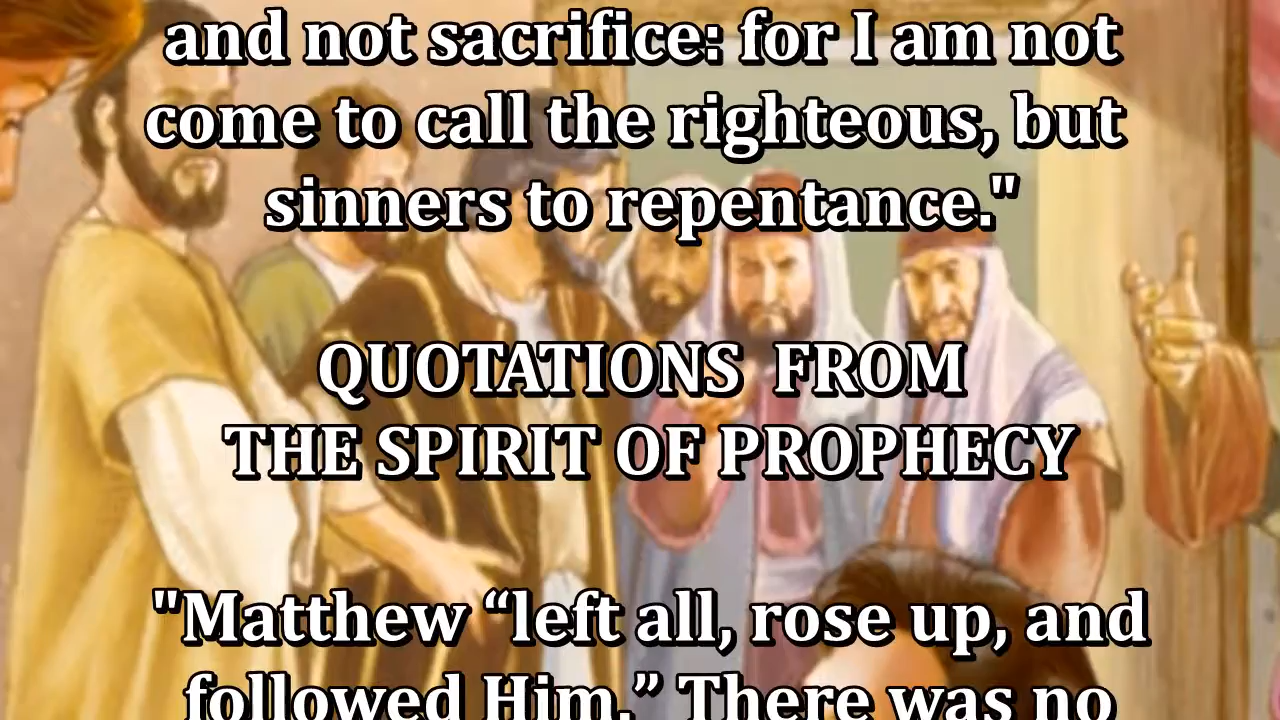 and not sacrifice: for I am not
come to call the righteous, but
sinners to repentance."
QUOTATIONS FROM
THE SPIRIT OF PROPHECY
"Matthew “left all, rose up, and
followed Him.” There was no